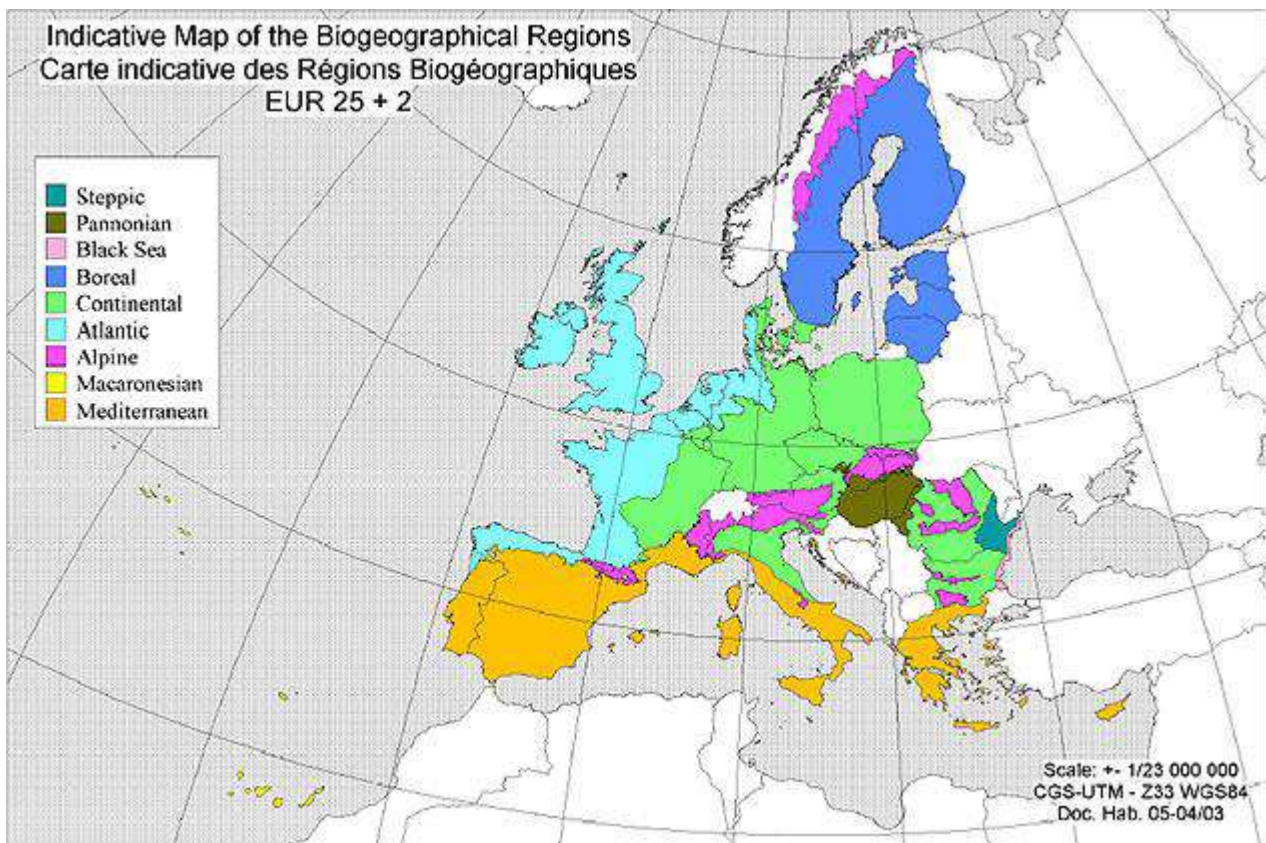 Indicative Map of the Biogeographical Regions
Carte indicative des Régions Biogéographiques
EUR 25 + 2
Steppic
Pannonian
Black Sea
Boreal
Continental
Atlantic
Alpine
Macaronesian
Mediterranean
Scale: +- 1/23 000 000
CGS-UTM - Z33 WGS84
Doc. Hab. 05-04/03